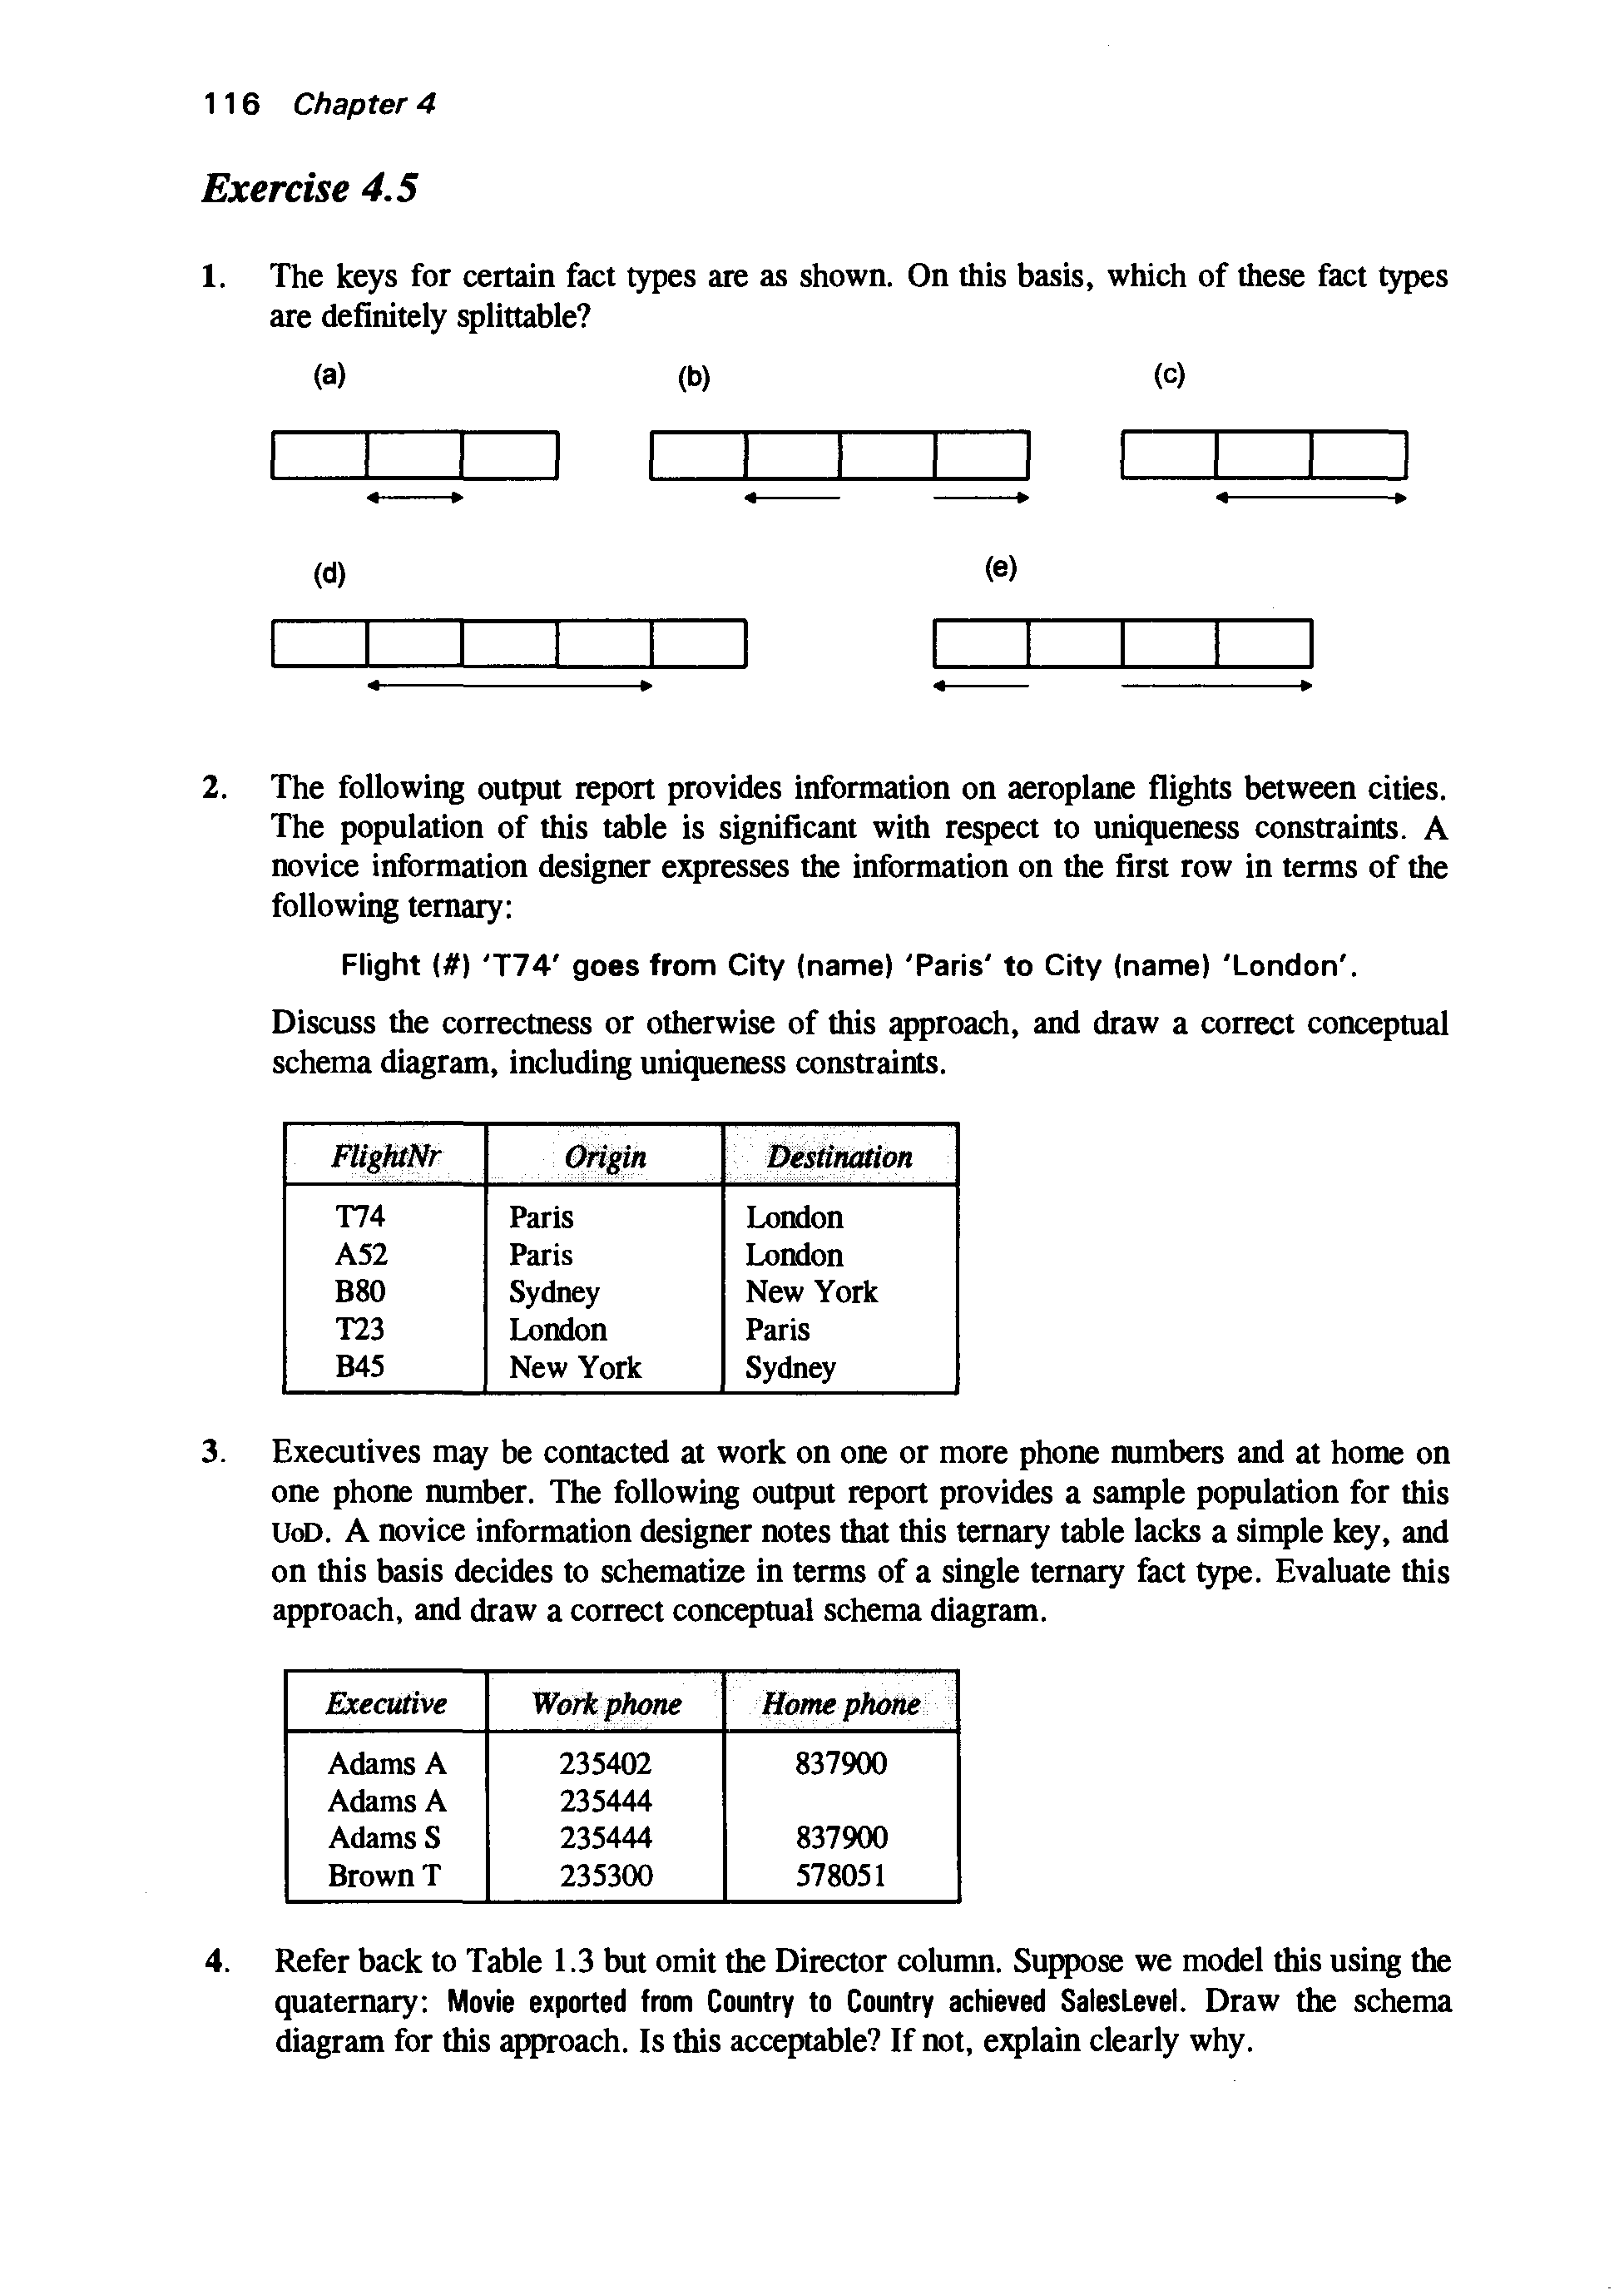 116 Chapter 4
Exercise 4.5
1. The keys for certain fact types are as shown. On this basis, which of these fact types
are definitely splittable?
(a) (b) (c)
(d) (e)
2. The following output report provides information on aeroplane flights between cities.
The population of this table is significant with respect to uniqueness constraints. A
novice information designer expresses the information on the first row in terms of the
following ternary:
Flight (#) 'T74' goes from City (name) 'Paris' to City (name) 'London'.
Discuss the correctness or otherwise of this approach, and draw a correct conceptual
schema diagram, including uniqueness constraints.
FlightNr Origin Destination
T74 Paris London
A52 Paris London
B80 Sydney New York
T23 London Paris
B45 New York Sydney
3. Executives may be contacted at work on one or more phone numbers and at home on
one phone number. The following output report provides a sample population for this
UoD. A novice information designer notes that this ternary table lacks a simple key, and
on this basis decides to schematize in terms of a single ternary fact type. Evaluate this
approach, and draw a correct conceptual schema diagram.
Executive Work phone Home phone
Adams A 235402 837900
Adams A 235444
Adams S 235444 837900
Brown T 235300 578051
4. Refer back to Table 1.3 but omit the Director column. Suppose we model this using the
quaternary: Movie exported from Country to Country achieved SalesLevel. Draw the schema
diagram for this approach. Is this acceptable? If not, explain clearly why.